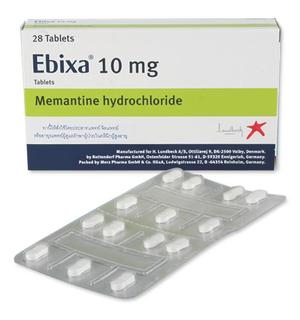 28 Tablets
Ebixa® 10 mg
Tablets
Memantine hydrochloride
Lundbeck
Manufactured for H. Lundbeck A/S, Ottiliavej 9, DK-2500 Valby, Denmark.
by Rottendorf Pharma GmbH, Ostenfelder Strasse 51-61, D-59320 Ennigerloh, Germany.
Packed by Merz Pharma GmbH & Co. KGaA, Ludwigstrasse 22, D-64354 Reinheim, Germany.